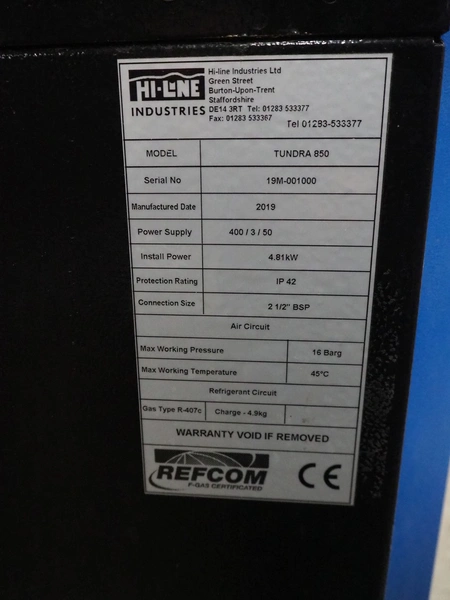 HI-LINE
INDUSTRIES
Hi-line Industries Ltd
Green Street
Burton-Upon-Trent
Staffordshire
DE14 3RT Tel: 01283 533377
Fax: 01283 533367
Tel 01283-533377
MODEL TUNDRA 850
Serial No 19M-001000
Manufactured Date 2019
Power Supply 400 / 3 / 50
Install Power 4.81kW
Protection Rating IP 42
Connection Size 2 1/2" BSP
Air Circuit
Max Working Pressure 16 Barg
Max Working Temperature 45°C
Refrigerant Circuit
Gas Type R-407c Charge - 4.9kg
WARRANTY VOID IF REMOVED
REFCOM
F-GAS CERTIFICATED
CE